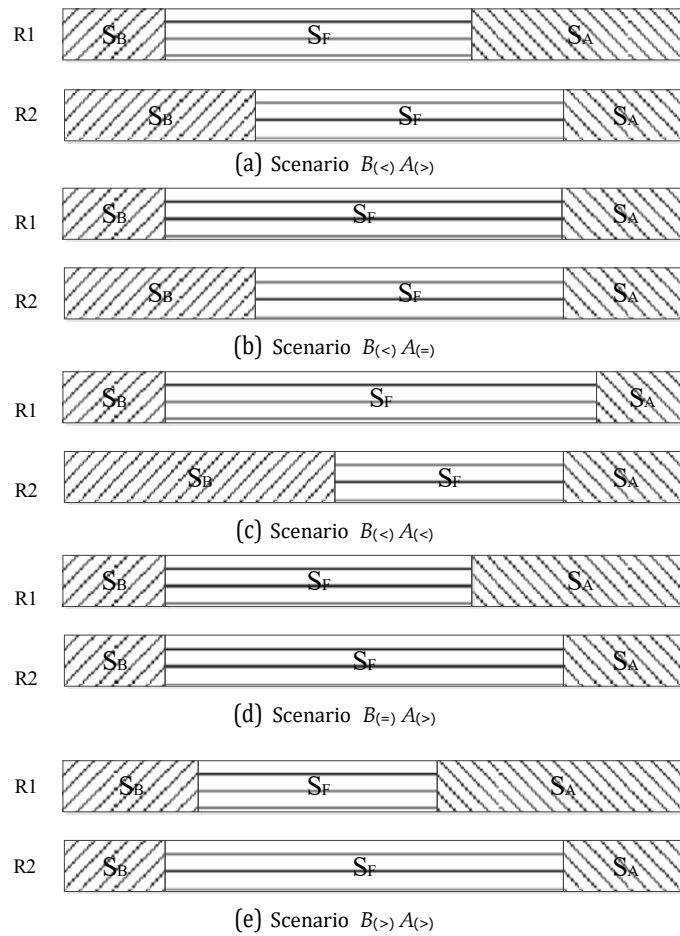 R1 SB SF SA
R2 SB SF SA
(a) Scenario B(<) A(>)
R1 SB SF SA
R2 SB SF SA
(b) Scenario B(<) A(=)
R1 SB SF SA
R2 SB SF SA
(c) Scenario B(<) A(<)
R1 SB SF SA
R2 SB SF SA
(d) Scenario B(=) A(>)
R1 SB SF SA
R2 SB SF SA
(e) Scenario B(>) A(>)